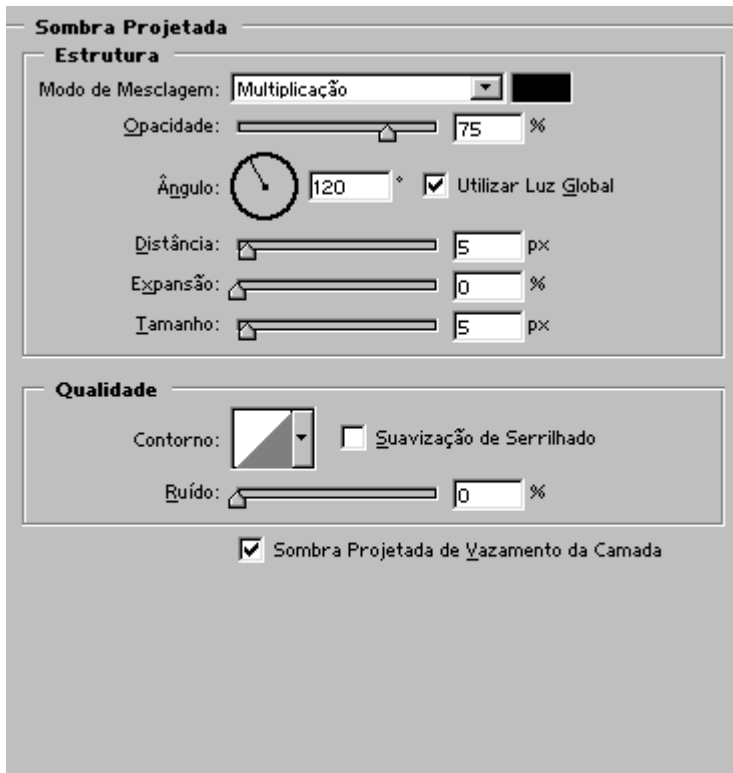 Sombra Projetada
Estrutura
Modo de Mesclagem: Multiplicação
Opacidade: 75 %
Ângulo: 120 ° Utilizar Luz Global
Distância: 5 px
Expansão: 0 %
Tamanho: 5 px
Qualidade
Contorno: Suavização de Serrilhado
Ruído: 0 %
Sombra Projetada de Vazamento da Camada